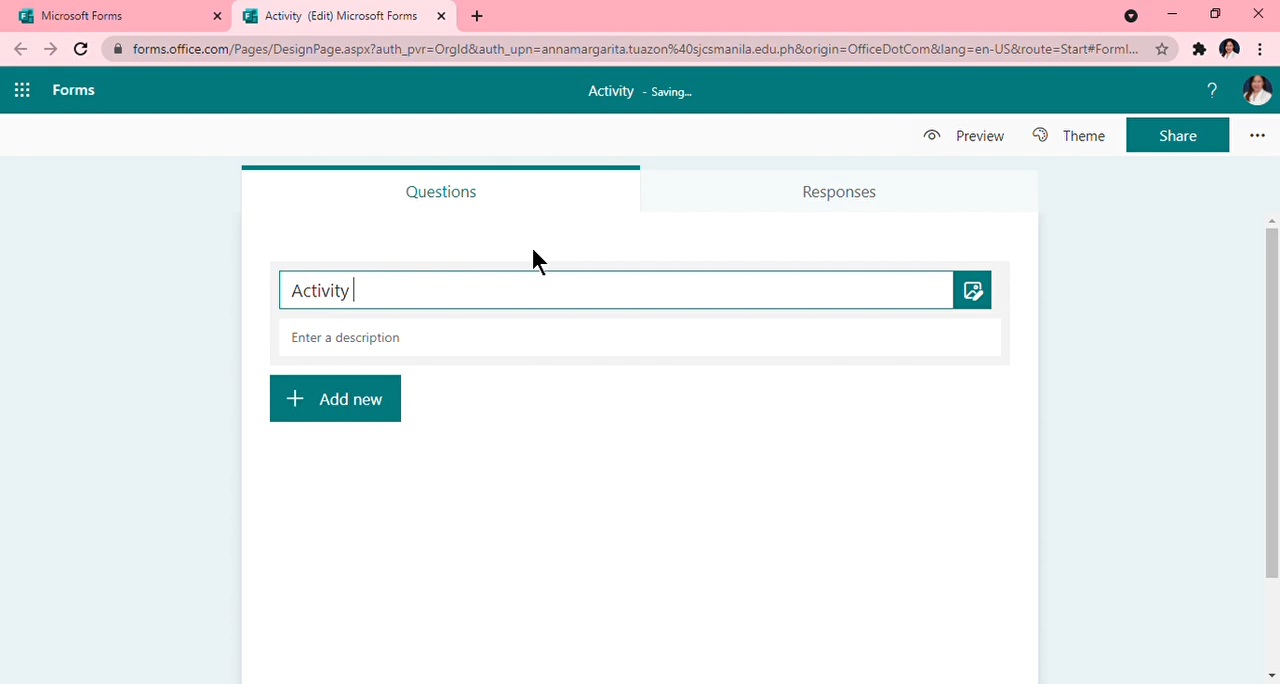 Microsoft Forms
Activity (Edit) Microsoft Forms
forms.office.com/Pages/DesignPage.aspx?auth_pvr=OrgId&auth_upn=annamargarita.tuazon%40sjcsmanila.edu.ph&origin=OfficeDotCom&lang=en-US&route=Start#FormI...
Forms
Activity - Saving...
?
Preview
Theme
Share
Questions
Responses
Activity
Enter a description
Add new